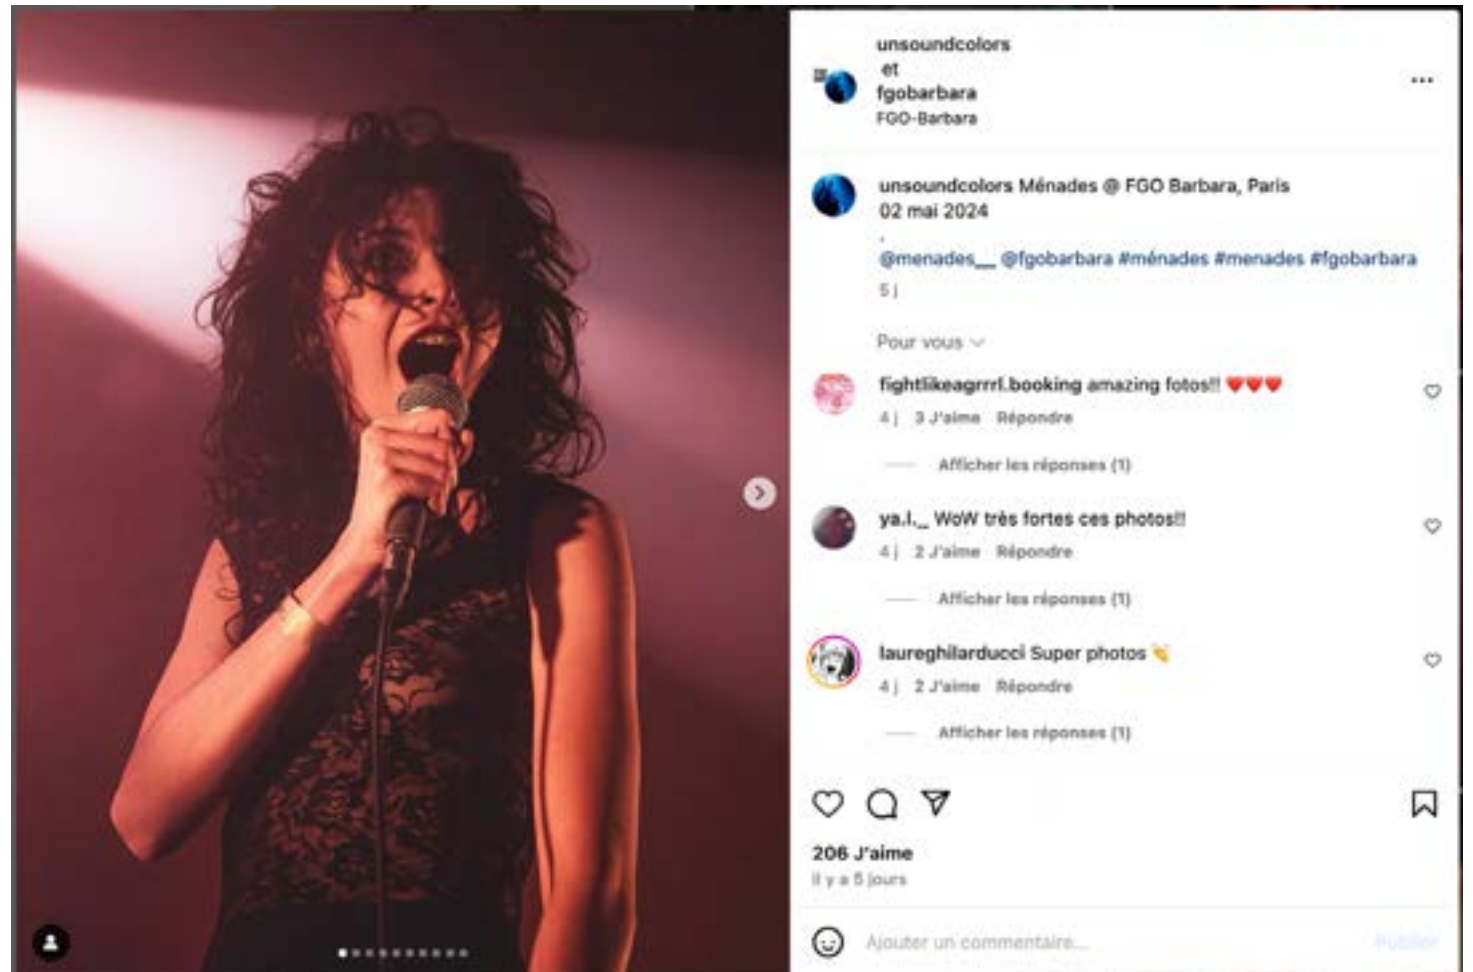 unsoundcolors
et
fgobarbara
FGO-Barbara
unsoundcolors Ménades @ FGO Barbara, Paris
02 mai 2024
.
@menades__ @fgobarbara #ménades #menades #fgobarbara
5 j
Pour vous
fightlikeagrrrl.booking amazing fotos!! ❤️❤️❤️
4 j 3 J'aime Répondre
Afficher les réponses (1)
ya.l._ WoW très fortes ces photos!!
4 j 2 J'aime Répondre
Afficher les réponses (1)
laureghilarducci Super photos 👏
4 j 2 J'aime Répondre
Afficher les réponses (1)
206 J'aime
Il y a 5 jours
Ajouter un commentaire... Publier